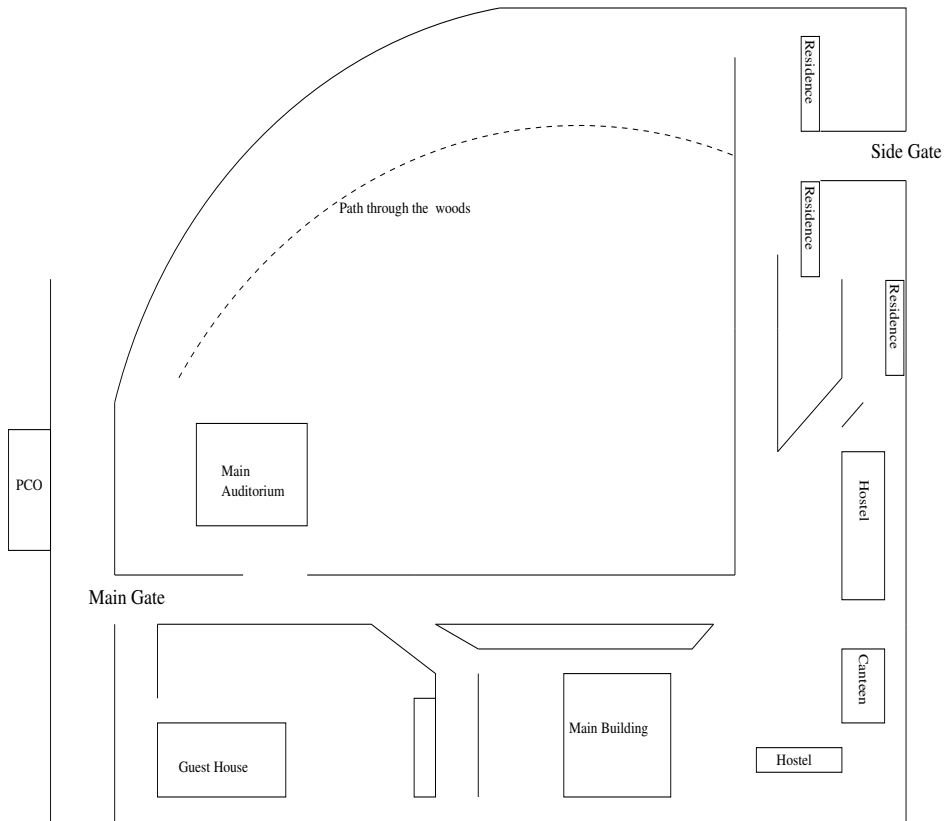 Residence
Side Gate
Residence
Path through the woods
Residence
Main
Auditorium
PCO
Hostel
Main Gate
Canteen
Main Building
Guest House
Hostel